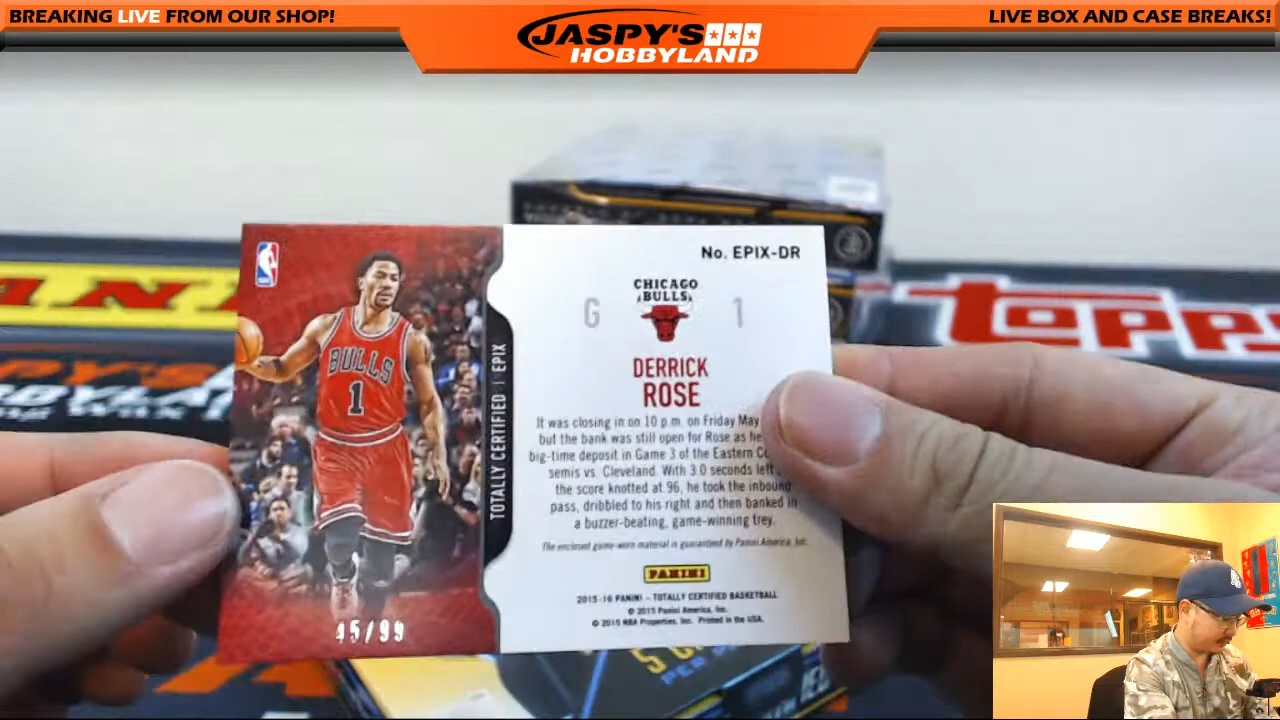 BREAKING LIVE FROM OUR SHOP!
JASPY'S
HOBBYLAND
LIVE BOX AND CASE BREAKS!
No. EPIX-DR
CHICAGO
BULLS
G 1
DERRICK
ROSE
It was closing in on 10 p.m. on Friday May
but the bank was still open for Rose as he
big-time deposit in Game 3 of the Eastern
semis vs. Cleveland. With 3.0 seconds left
the score knotted at 96, he took the inbound
pass, dribbled to his right and then banked in
a buzzer-beating, game-winning trey.
The enclosed game-worn material is guaranteed by Panini America, Inc.
PANINI
2015-16 PANINI – TOTALLY CERTIFIED BASKETBALL
© 2015 Panini America, Inc.
© 2015 NBA Properties, Inc. Printed in the USA.
TOTALLY CERTIFIED | EPIX
BULLS
1
45/99
topps